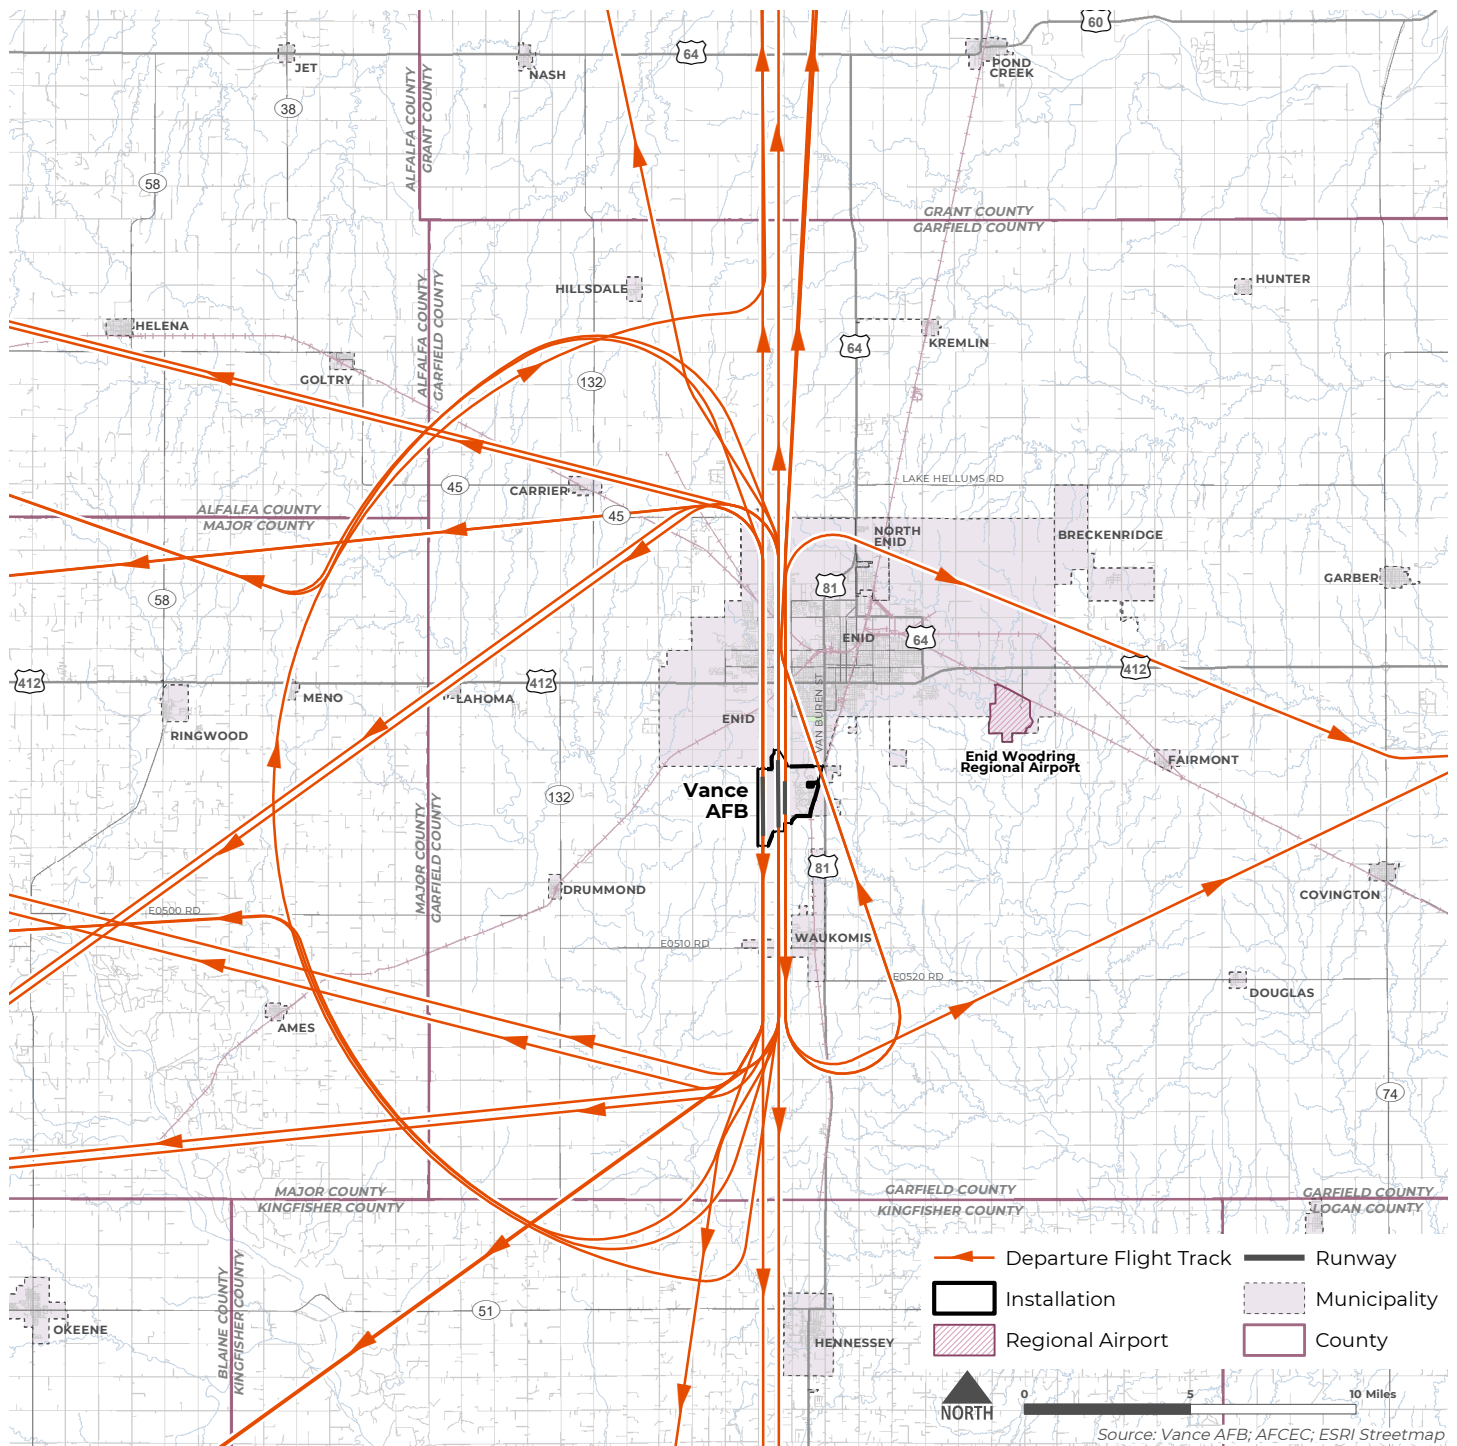 60
64
JET
NASH
POND
CREEK
38
ALFALFA COUNTY
GRANT COUNTY
58
GRANT COUNTY
GARFIELD COUNTY
HILLSDALE
HUNTER
ALFALFA COUNTY
GARFIELD COUNTY
HELENA
KREMLIN
64
GOLTRY
132
45
CARRIER
LAKE HELLUMS RD
ALFALFA COUNTY
MAJOR COUNTY
45
NORTH
ENID
BRECKENRIDGE
GARBER
81
58
ENID
64
412
412
412
MENO
LAHOMA
RINGWOOD
ENID
VAN BUREN ST
Enid Woodring
Regional Airport
FAIRMONT
Vance
AFB
132
MAJOR COUNTY
GARFIELD COUNTY
81
DRUMMOND
COVINGTON
E0500 RD
E0510 RD
WAUKOMIS
E0520 RD
DOUGLAS
AMES
74
MAJOR COUNTY
KINGFISHER COUNTY
GARFIELD COUNTY
KINGFISHER COUNTY
GARFIELD COUNTY
LOGAN COUNTY
BLAINE COUNTY
KINGFISHER COUNTY
51
OKEENE
HENNESSEY
Departure Flight Track
Runway
Installation
Municipality
Regional Airport
County
NORTH
0 5 10 Miles
Source: Vance AFB; AFCEC; ESRI Streetmap